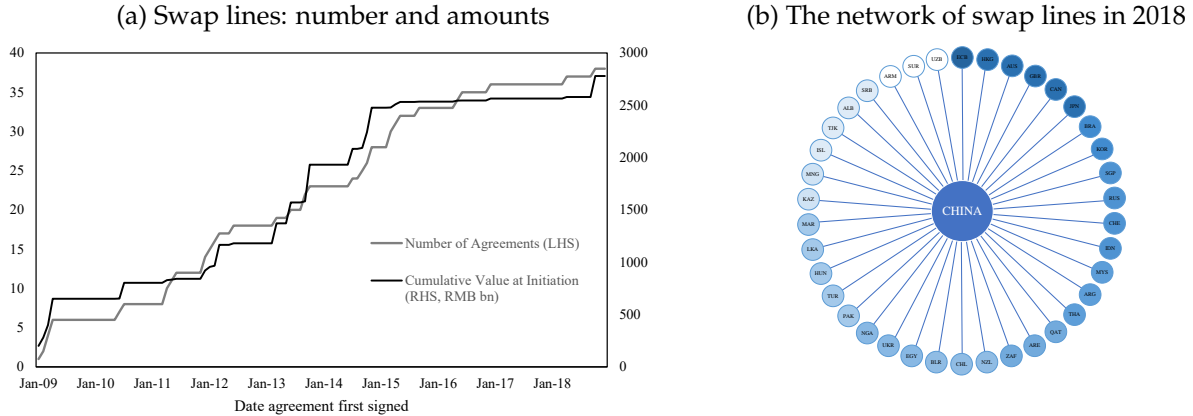 (a) Swap lines: number and amounts
40
35
30
25
20
15
10
5
0
3000
2500
2000
1500
1000
500
0
Number of Agreements (LHS)
Cumulative Value at Initiation
(RHS, RMB bn)
Jan-09 Jan-10 Jan-11 Jan-12 Jan-13 Jan-14 Jan-15 Jan-16 Jan-17 Jan-18
Date agreement first signed
(b) The network of swap lines in 2018
CHINA
ECB
HKG
AUS
GBR
CAN
JPN
BRA
KOR
SGP
RUS
CHE
IDN
MYS
ARG
THA
QAT
ARE
ZAF
NZL
CHL
BLR
EGY
UKR
NGA
PAK
TUR
HUN
LKA
MAR
KAZ
MNG
ISL
TJK
ALB
SRB
ARM
SUR
UZB